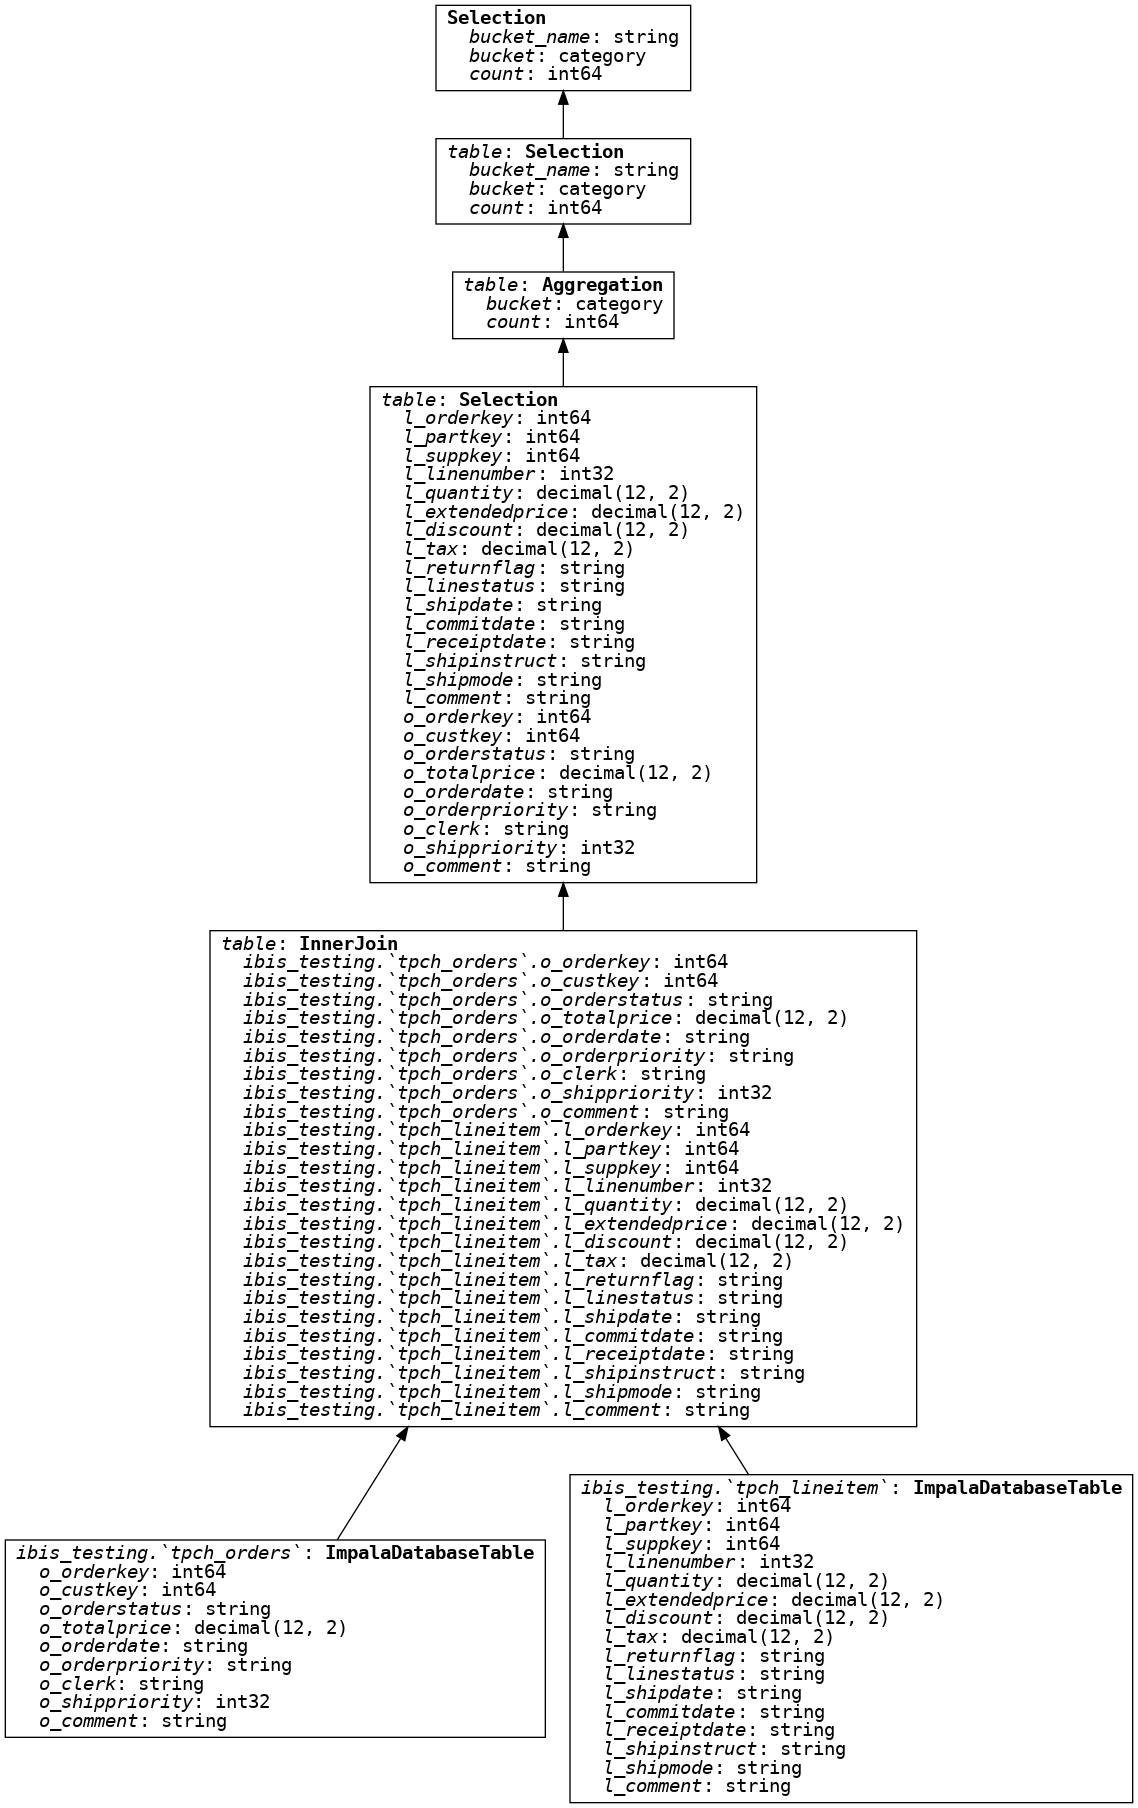 Selection
bucket_name: string
bucket: category
count: int64
table: Selection
bucket_name: string
bucket: category
count: int64
table: Aggregation
bucket: category
count: int64
table: Selection
l_orderkey: int64
l_partkey: int64
l_suppkey: int64
l_linenumber: int32
l_quantity: decimal(12, 2)
l_extendedprice: decimal(12, 2)
l_discount: decimal(12, 2)
l_tax: decimal(12, 2)
l_returnflag: string
l_linestatus: string
l_shipdate: string
l_commitdate: string
l_receiptdate: string
l_shipinstruct: string
l_shipmode: string
l_comment: string
o_orderkey: int64
o_custkey: int64
o_orderstatus: string
o_totalprice: decimal(12, 2)
o_orderdate: string
o_orderpriority: string
o_clerk: string
o_shippriority: int32
o_comment: string
table: InnerJoin
ibis_testing.`tpch_orders`.o_orderkey: int64
ibis_testing.`tpch_orders`.o_custkey: int64
ibis_testing.`tpch_orders`.o_orderstatus: string
ibis_testing.`tpch_orders`.o_totalprice: decimal(12, 2)
ibis_testing.`tpch_orders`.o_orderdate: string
ibis_testing.`tpch_orders`.o_orderpriority: string
ibis_testing.`tpch_orders`.o_clerk: string
ibis_testing.`tpch_orders`.o_shippriority: int32
ibis_testing.`tpch_orders`.o_comment: string
ibis_testing.`tpch_lineitem`.l_orderkey: int64
ibis_testing.`tpch_lineitem`.l_partkey: int64
ibis_testing.`tpch_lineitem`.l_suppkey: int64
ibis_testing.`tpch_lineitem`.l_linenumber: int32
ibis_testing.`tpch_lineitem`.l_quantity: decimal(12, 2)
ibis_testing.`tpch_lineitem`.l_extendedprice: decimal(12, 2)
ibis_testing.`tpch_lineitem`.l_discount: decimal(12, 2)
ibis_testing.`tpch_lineitem`.l_tax: decimal(12, 2)
ibis_testing.`tpch_lineitem`.l_returnflag: string
ibis_testing.`tpch_lineitem`.l_linestatus: string
ibis_testing.`tpch_lineitem`.l_shipdate: string
ibis_testing.`tpch_lineitem`.l_commitdate: string
ibis_testing.`tpch_lineitem`.l_receiptdate: string
ibis_testing.`tpch_lineitem`.l_shipinstruct: string
ibis_testing.`tpch_lineitem`.l_shipmode: string
ibis_testing.`tpch_lineitem`.l_comment: string
ibis_testing.`tpch_orders`: ImpalaDatabaseTable
o_orderkey: int64
o_custkey: int64
o_orderstatus: string
o_totalprice: decimal(12, 2)
o_orderdate: string
o_orderpriority: string
o_clerk: string
o_shippriority: int32
o_comment: string
ibis_testing.`tpch_lineitem`: ImpalaDatabaseTable
l_orderkey: int64
l_partkey: int64
l_suppkey: int64
l_linenumber: int32
l_quantity: decimal(12, 2)
l_extendedprice: decimal(12, 2)
l_discount: decimal(12, 2)
l_tax: decimal(12, 2)
l_returnflag: string
l_linestatus: string
l_shipdate: string
l_commitdate: string
l_receiptdate: string
l_shipinstruct: string
l_shipmode: string
l_comment: string